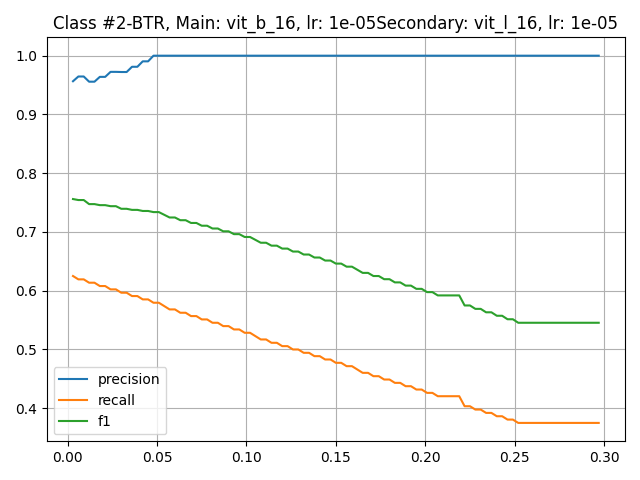 Class #2-BTR, Main: vit_b_16, lr: 1e-05Secondary: vit_l_16, lr: 1e-05
1.0
0.9
0.8
0.7
0.6
0.5
0.4
precision
recall
f1
0.00 0.05 0.10 0.15 0.20 0.25 0.30